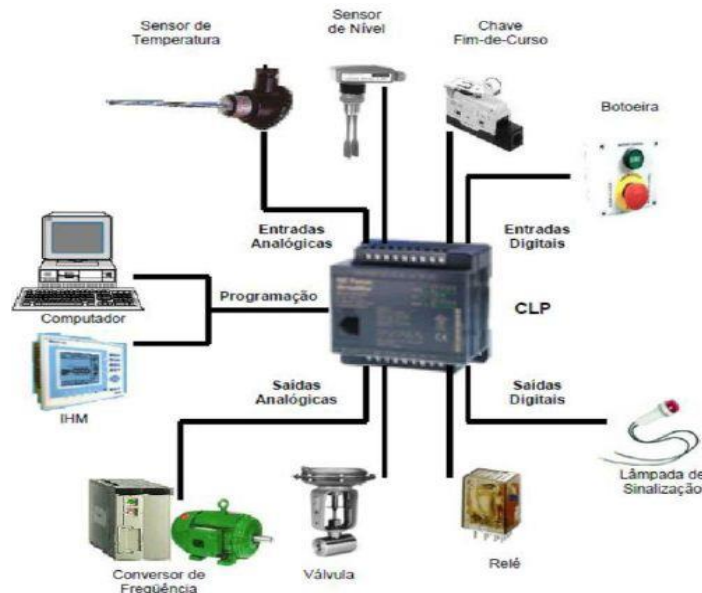 Sensor de
Temperatura
Sensor
de Nível
Chave
Fim-de-Curso
Botoeira
Entradas
Analógicas
Entradas
Digitais
Computador
Programação
CLP
IHM
Saídas
Analógicas
Saídas
Digitais
Conversor de
Freqüência
Válvula
Relé
Lâmpada de
Sinalização